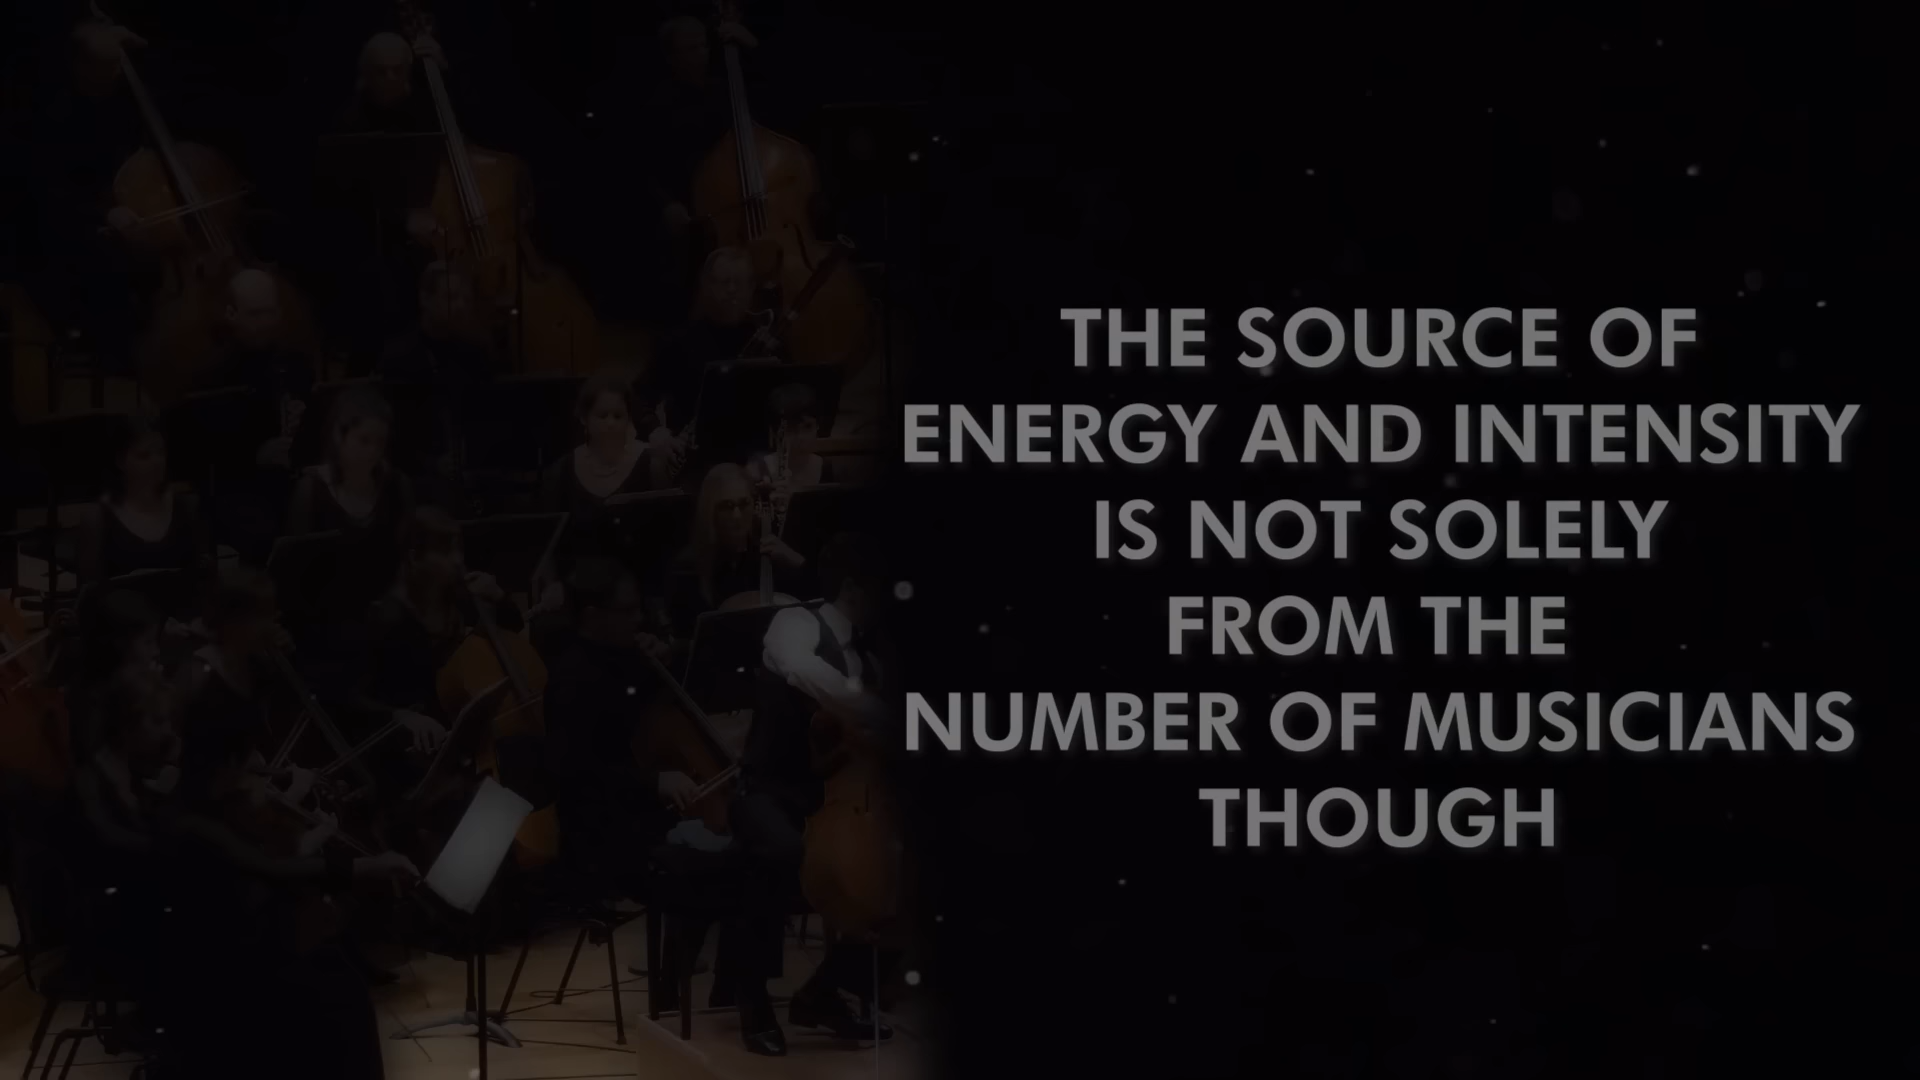 THE SOURCE OF
ENERGY AND INTENSITY
IS NOT SOLELY
FROM THE
NUMBER OF MUSICIANS
THOUGH